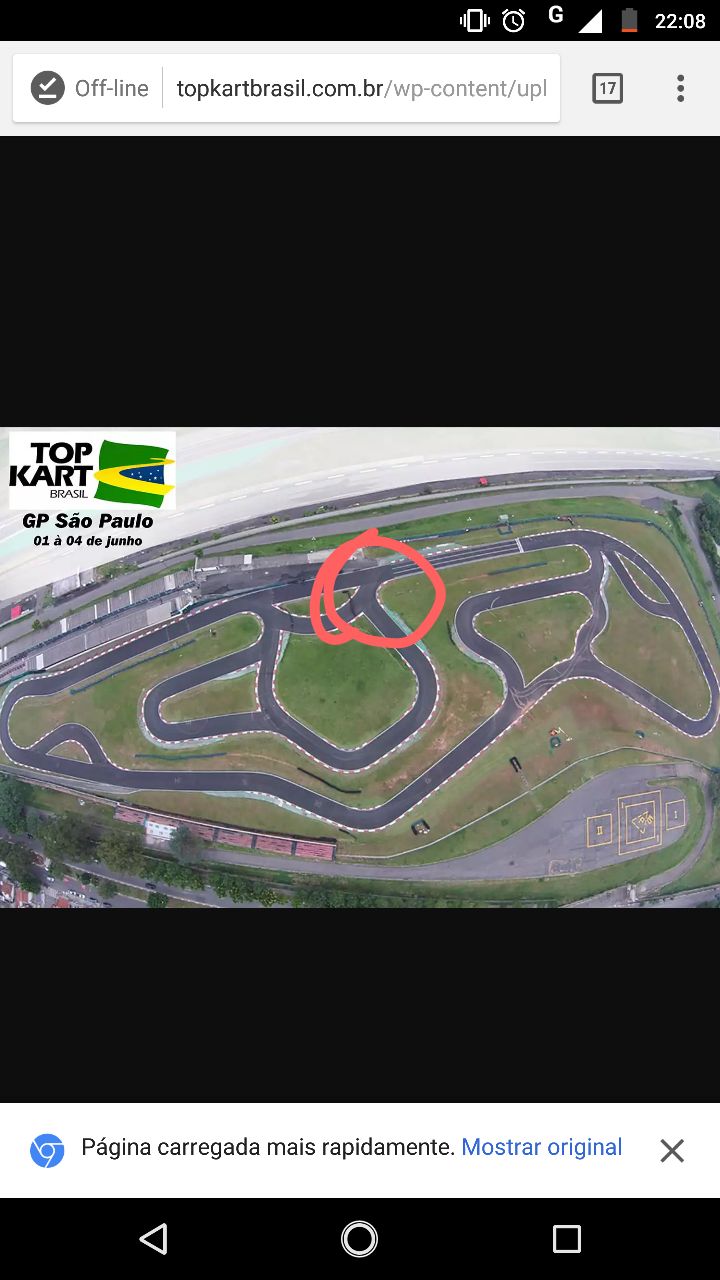 G 22:08
Off-line topkartbrasil.com.br/wp-content/upl 17
TOP
KART
BRASIL
GP São Paulo
01 à 04 de junho
II
I
Página carregada mais rapidamente. Mostrar original